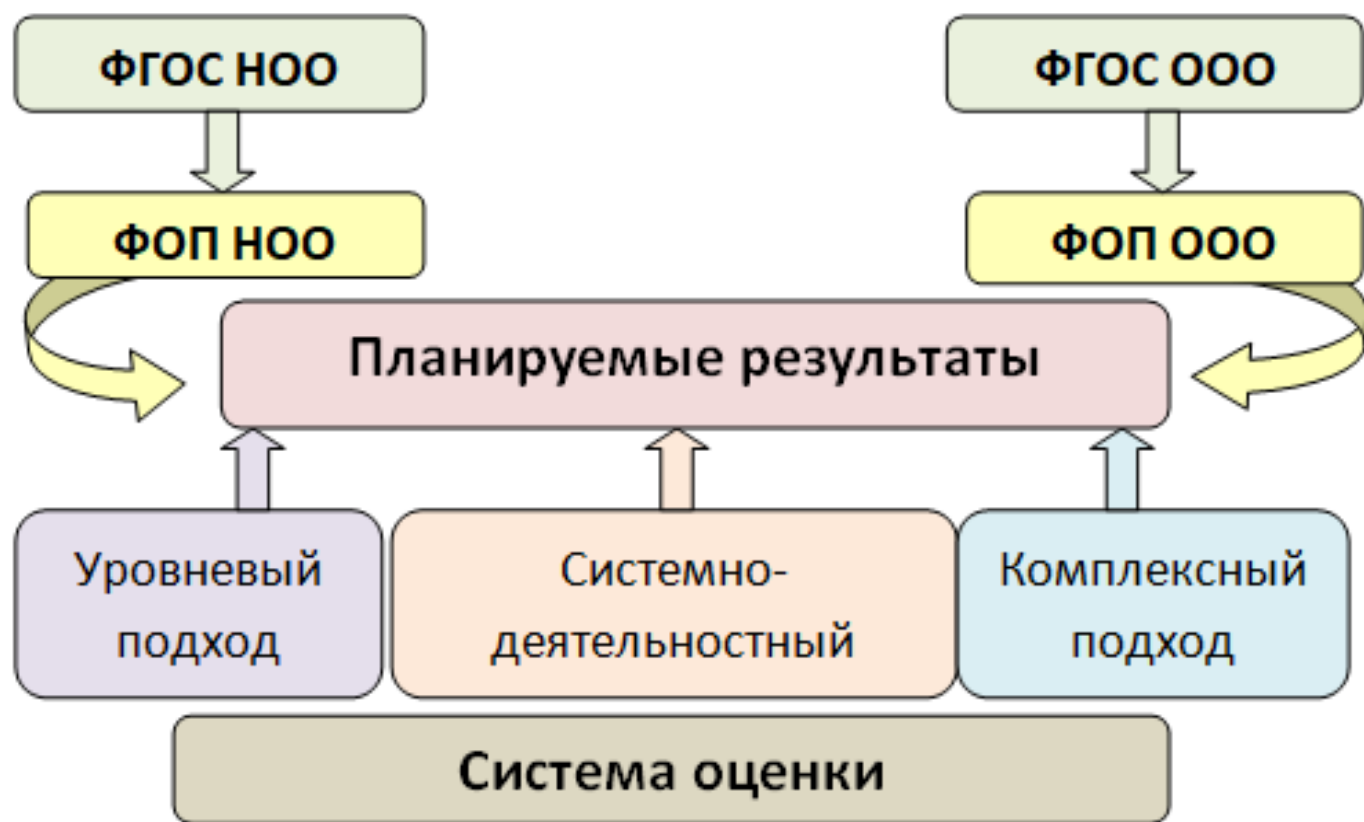 ФГОС НОО
ФГОС ООО
ФОП НОО
ФОП ООО
Планируемые результаты
Уровневый
подход
Системно-
деятельностный
Комплексный
подход
Система оценки